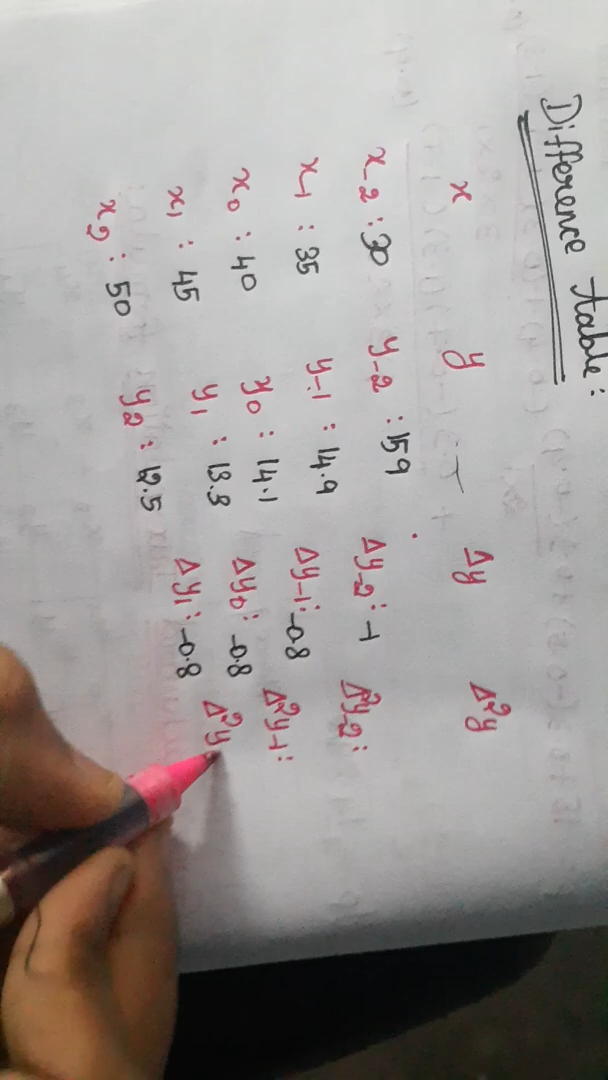 Difference table:
x y Δy Δ²y
x-2 : 30 y-2 : 15.9 Δy-2 : -1 Δ²y-2 :
x-1 : 35 y-1 : 14.9 Δy-1 : -0.8 Δ²y-1 :
x0 : 40 y0 : 14.1 Δy0 : -0.8 Δ²y
x1 : 45 y1 : 13.3 Δy1 : -0.8
x2 : 50 y2 : 12.5